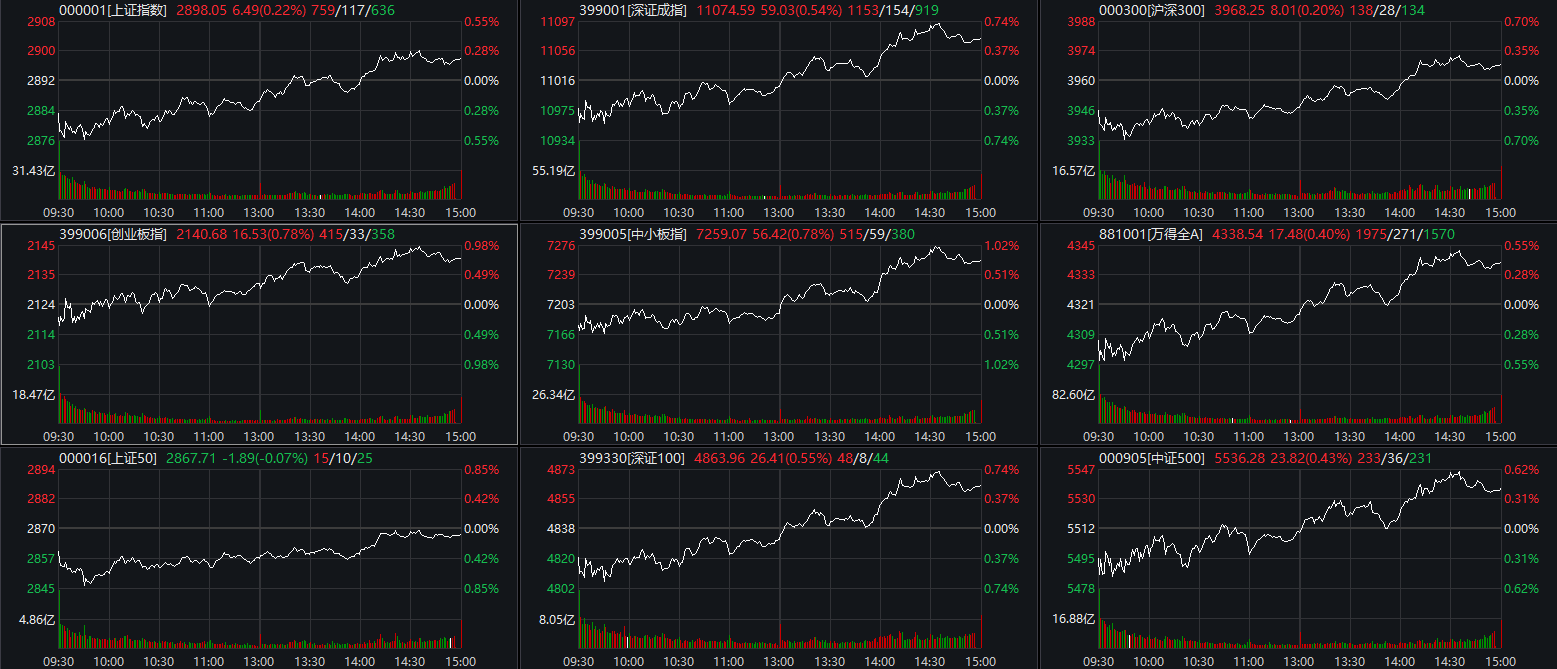 000001[上证指数] 2898.05 6.49(0.22%) 759/117/636
2908 0.55%
2900 0.28%
2892 0.00%
2884 0.28%
2876 0.55%
31.43亿
09:30 10:00 10:30 11:00 13:00 13:30 14:00 14:30 15:00
399001[深证成指] 11074.59 59.03(0.54%) 1153/154/919
11097 0.74%
11056 0.37%
11016 0.00%
10975 0.37%
10934 0.74%
55.19亿
09:30 10:00 10:30 11:00 13:00 13:30 14:00 14:30 15:00
000300[沪深300] 3968.25 8.01(0.20%) 138/28/134
3988 0.70%
3974 0.35%
3960 0.00%
3946 0.35%
3933 0.70%
16.57亿
09:30 10:00 10:30 11:00 13:00 13:30 14:00 14:30 15:00
399006[创业板指] 2140.68 16.53(0.78%) 415/33/358
2145 0.98%
2135 0.49%
2124 0.00%
2114 0.49%
2103 0.98%
18.47亿
09:30 10:00 10:30 11:00 13:00 13:30 14:00 14:30 15:00
399005[中小板指] 7259.07 56.42(0.78%) 515/59/380
7276 1.02%
7239 0.51%
7203 0.00%
7166 0.51%
7130 1.02%
26.34亿
09:30 10:00 10:30 11:00 13:00 13:30 14:00 14:30 15:00
881001[万得全A] 4338.54 17.48(0.40%) 1975/271/1570
4345 0.55%
4333 0.28%
4321 0.00%
4309 0.28%
4297 0.55%
82.60亿
09:30 10:00 10:30 11:00 13:00 13:30 14:00 14:30 15:00
000016[上证50] 2867.71 -1.89(-0.07%) 15/10/25
2894 0.85%
2882 0.42%
2870 0.00%
2857 0.42%
2845 0.85%
4.86亿
09:30 10:00 10:30 11:00 13:00 13:30 14:00 14:30 15:00
399330[深证100] 4863.96 26.41(0.55%) 48/8/44
4873 0.74%
4855 0.37%
4838 0.00%
4820 0.37%
4802 0.74%
8.05亿
09:30 10:00 10:30 11:00 13:00 13:30 14:00 14:30 15:00
000905[中证500] 5536.28 23.82(0.43%) 233/36/231
5547 0.62%
5530 0.31%
5512 0.00%
5495 0.31%
5478 0.62%
16.88亿
09:30 10:00 10:30 11:00 13:00 13:30 14:00 14:30 15:00